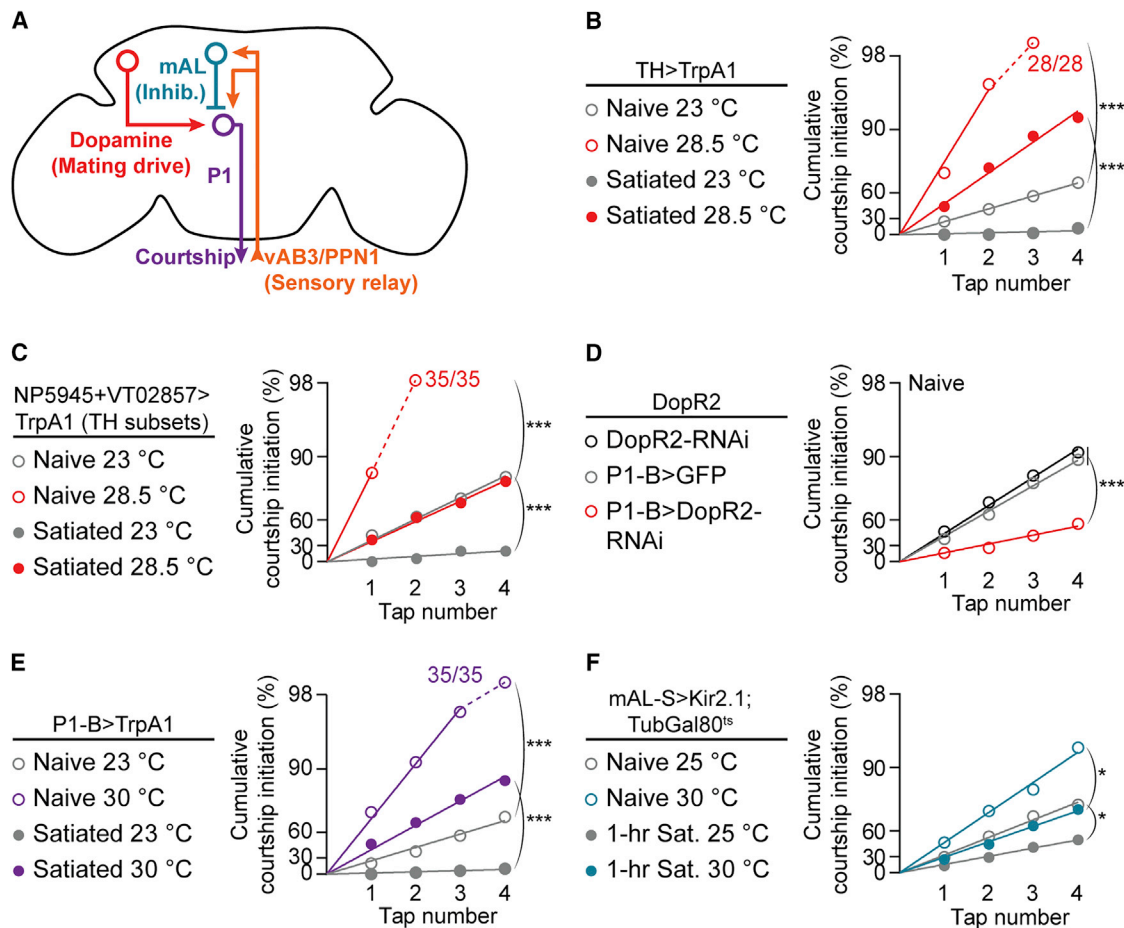 A
mAL
(Inhib.)
Dopamine
(Mating drive)
P1
Courtship
vAB3/PPN1
(Sensory relay)
B
TH>TrpA1
Naive 23 °C
Naive 28.5 °C
Satiated 23 °C
Satiated 28.5 °C
Cumulative
courtship initiation (%)
98
90
60
30
0
28/28
***
***
1 2 3 4
Tap number
C
NP5945+VT02857>
TrpA1 (TH subsets)
Naive 23 °C
Naive 28.5 °C
Satiated 23 °C
Satiated 28.5 °C
Cumulative
courtship initiation (%)
98
90
60
30
0
35/35
***
***
1 2 3 4
Tap number
D
DopR2
DopR2-RNAi
P1-B>GFP
P1-B>DopR2-
RNAi
Cumulative
courtship initiation (%)
98
90
60
30
0
Naive
***
1 2 3 4
Tap number
E
P1-B>TrpA1
Naive 23 °C
Naive 30 °C
Satiated 23 °C
Satiated 30 °C
Cumulative
courtship initiation (%)
98
90
60
30
0
35/35
***
***
1 2 3 4
Tap number
F
mAL-S>Kir2.1;
TubGal80ts
Naive 25 °C
Naive 30 °C
1-hr Sat. 25 °C
1-hr Sat. 30 °C
Cumulative
courtship initiation (%)
98
90
60
30
0
*
*
1 2 3 4
Tap number